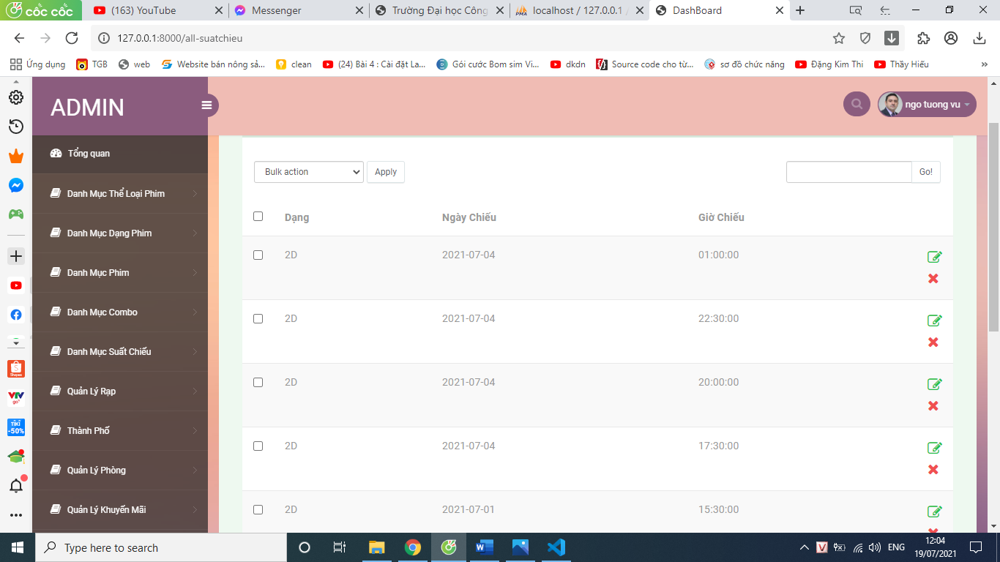 cốc cốc
(163) YouTube
Messenger
Trường Đại học Công
localhost / 127.0.0.1 /
DashBoard
127.0.0.1:8000/all-suatchieu
Ứng dụng
TGB
web
Website bán nông sả...
clean
(24) Bài 4 : Cài đặt La...
Gói cước Bom sim Vi...
dkdn
Source code cho từ...
sơ đồ chức năng
Đặng Kim Thi
Thầy Hiếu
»
ADMIN
ngo tuong vu
Tổng quan
Danh Mục Thể Loại Phim
Danh Mục Dạng Phim
Danh Mục Phim
Danh Mục Combo
Danh Mục Suất Chiếu
Quản Lý Rạp
Thành Phố
Quản Lý Phòng
Quản Lý Khuyến Mãi
Shopee
VTV
go
TIKI
-50%
Bulk action
Apply
Go!
Dạng Ngày Chiếu Giờ Chiếu
2D 2021-07-04 01:00:00
2D 2021-07-04 22:30:00
2D 2021-07-04 20:00:00
2D 2021-07-04 17:30:00
2D 2021-07-01 15:30:00
Type here to search
V
ENG
12:04
19/07/2021